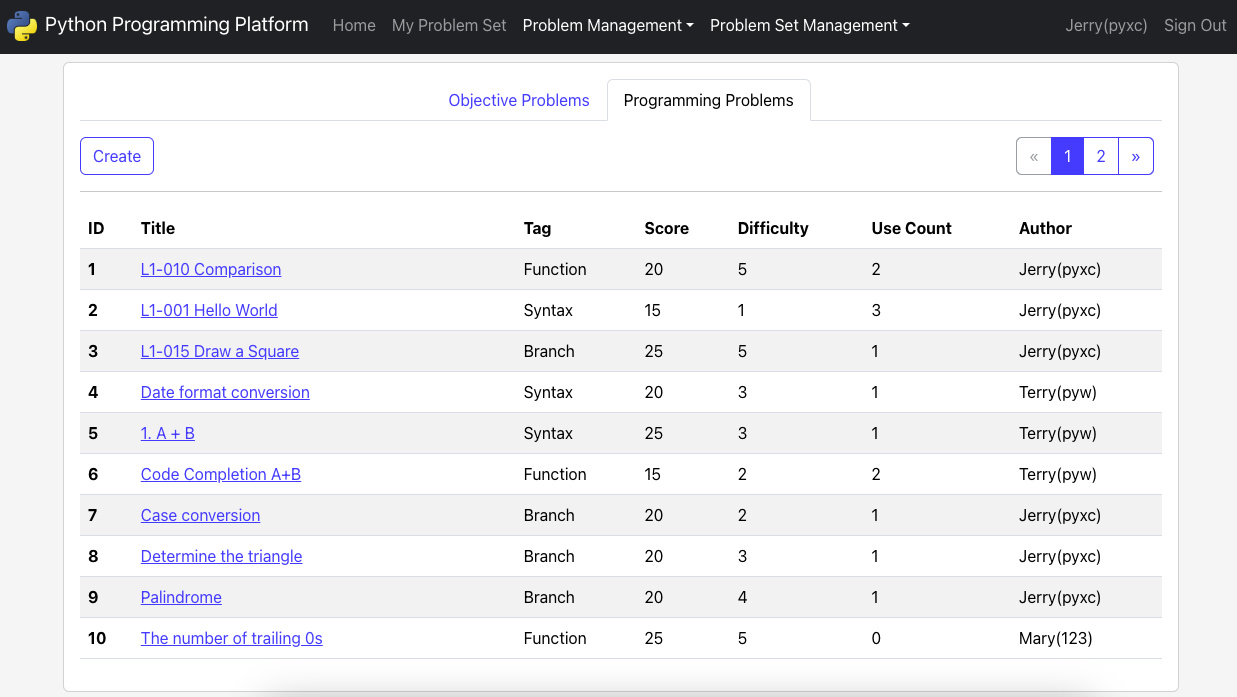 Python Programming Platform Home My Problem Set Problem Management Problem Set Management Jerry(pyxc) Sign Out
Objective Problems Programming Problems
Create « 1 2 »
ID Title Tag Score Difficulty Use Count Author
1 L1-010 Comparison Function 20 5 2 Jerry(pyxc)
2 L1-001 Hello World Syntax 15 1 3 Jerry(pyxc)
3 L1-015 Draw a Square Branch 25 5 1 Jerry(pyxc)
4 Date format conversion Syntax 20 3 1 Terry(pyw)
5 1. A + B Syntax 25 3 1 Terry(pyw)
6 Code Completion A+B Function 15 2 2 Terry(pyw)
7 Case conversion Branch 20 2 1 Jerry(pyxc)
8 Determine the triangle Branch 20 3 1 Jerry(pyxc)
9 Palindrome Branch 20 4 1 Jerry(pyxc)
10 The number of trailing 0s Function 25 5 0 Mary(123)